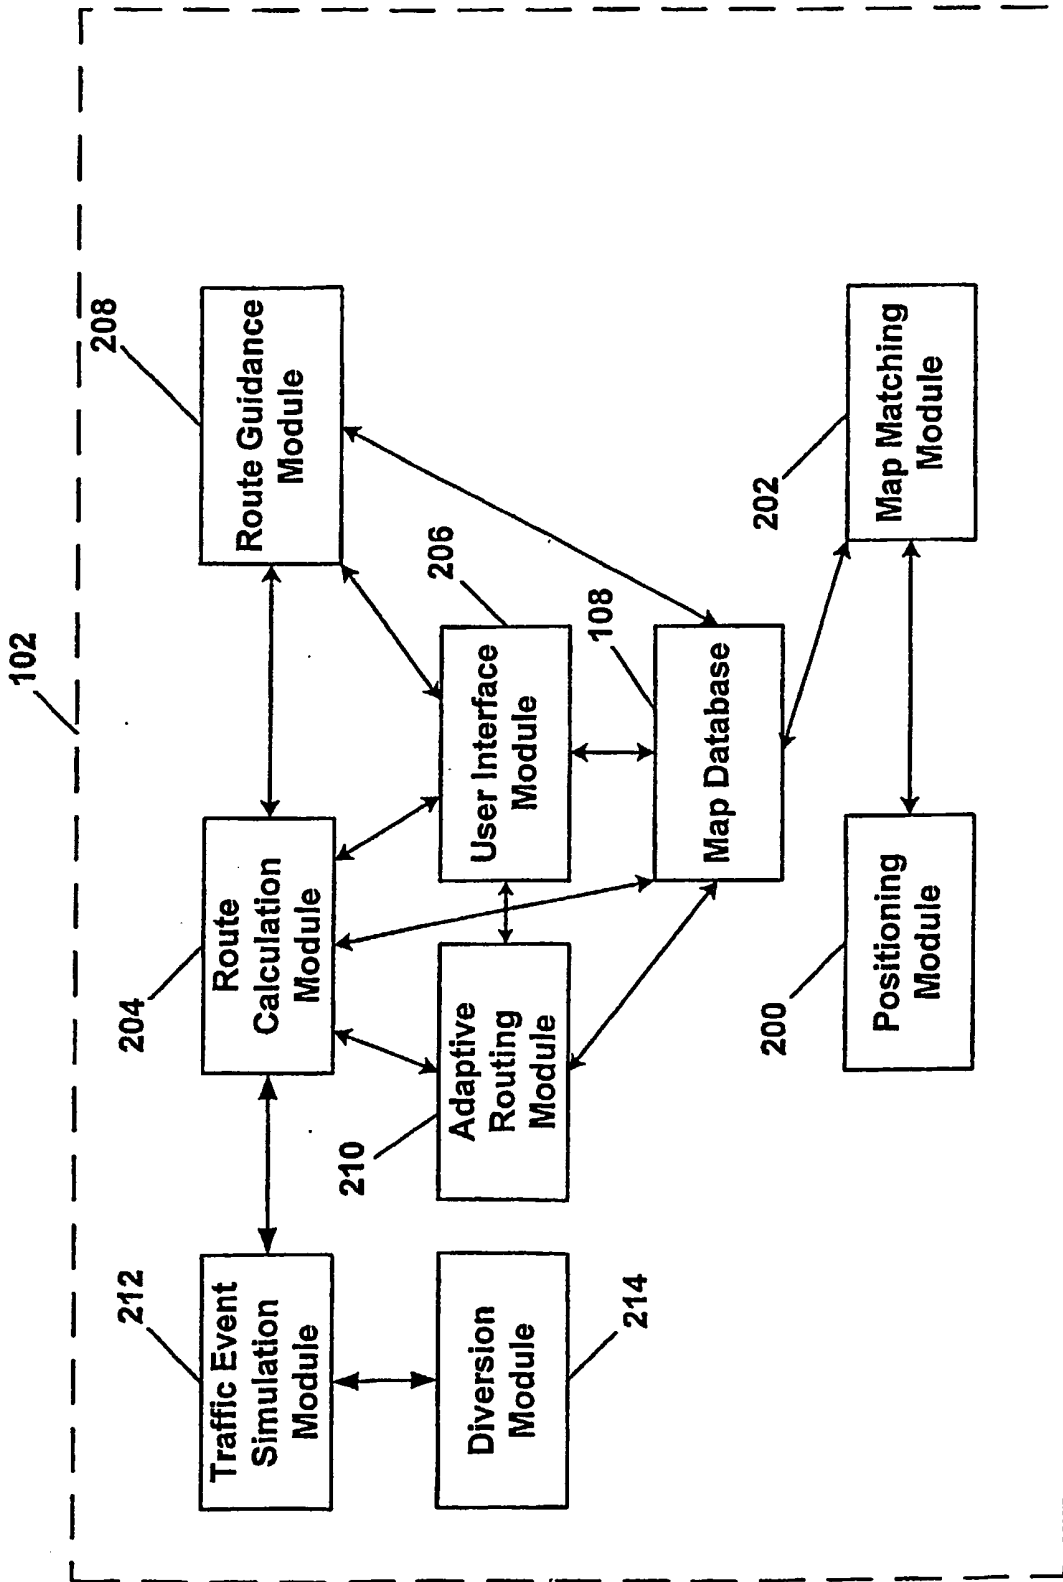 102
212
Traffic Event
Simulation
Module
204
Route
Calculation
Module
208
Route Guidance
Module
210
Adaptive
Routing
Module
206
User Interface
Module
Diversion
Module
214
108
Map Database
200
Positioning
Module
202
Map Matching
Module